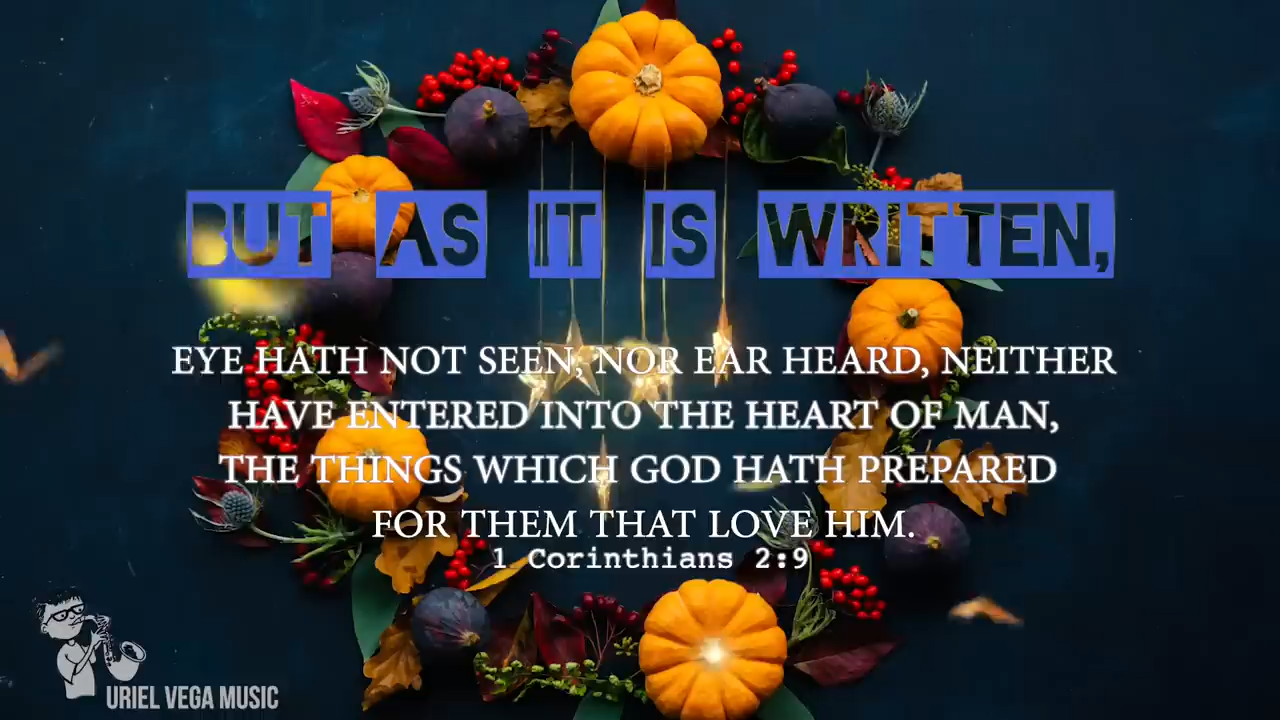 BUT AS IT IS WRITTEN,
EYE HATH NOT SEEN, NOR EAR HEARD, NEITHER
HAVE ENTERED INTO THE HEART OF MAN,
THE THINGS WHICH GOD HATH PREPARED
FOR THEM THAT LOVE HIM.
1 Corinthians 2:9
URIEL VEGA MUSIC